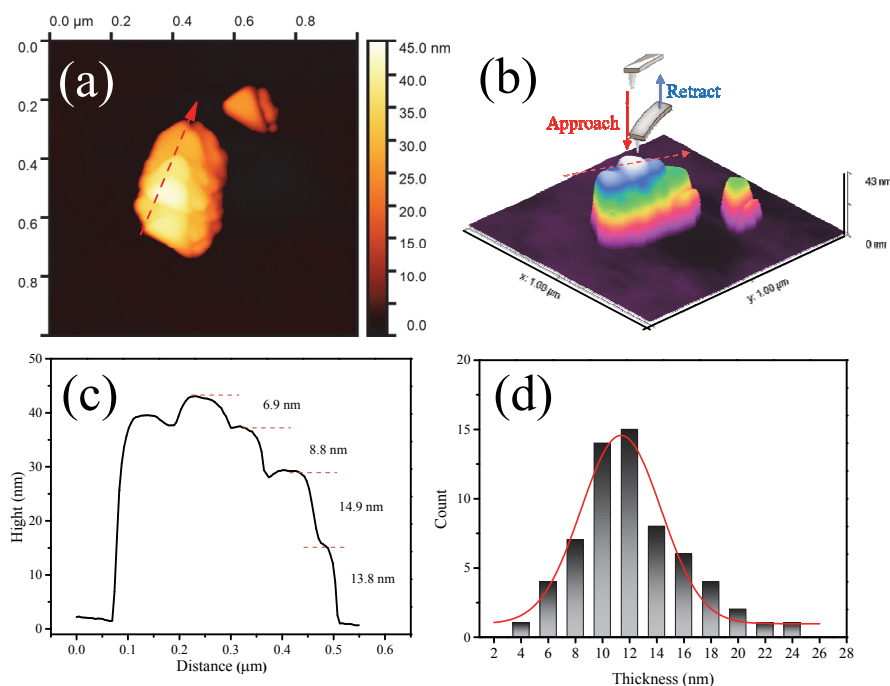 0.0 µm 0.2 0.4 0.6 0.8
0.0
0.2
0.4
0.6
0.8
(a)
45.0 nm
40.0
35.0
30.0
25.0
20.0
15.0
10.0
0.0
(b)
Retract
Approach
43 nm
0 nm
x: 1.00 µm
y: 1.00 µm
(c)
50
40
30
20
15
10
5
0
Hight (nm)
6.9 nm
8.8 nm
14.9 nm
13.8 nm
0.0 0.1 0.2 0.3 0.4 0.5 0.6
Distance (µm)
(d)
20
15
10
5
0
Count
2 4 6 8 10 12 14 16 18 20 22 24 26 28
Thickness (nm)